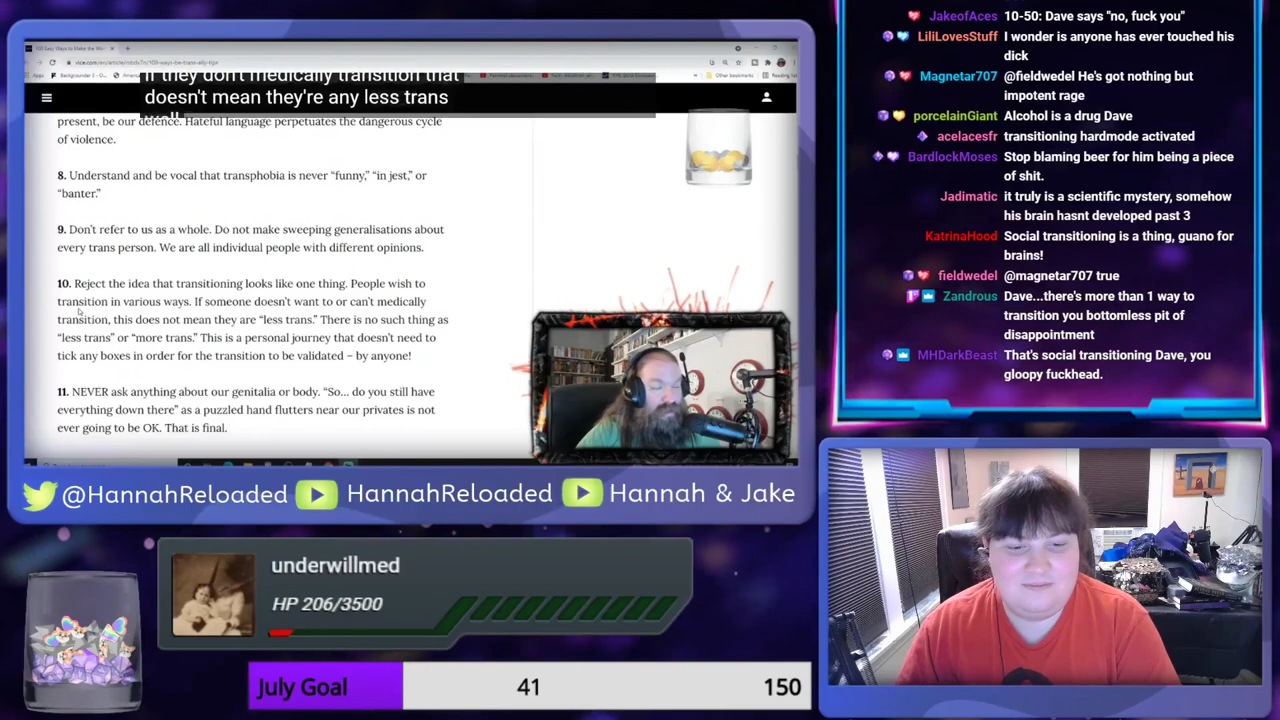 108 Easy Ways to Make the Wo
Apps
Other bookmarks
Reading list
If they don't medically transition that
doesn't mean they're any less trans
well
present, be our defence. Hateful language perpetuates the dangerous cycle
of violence.
8. Understand and be vocal that transphobia is never “funny,” “in jest,” or
“banter.”
9. Don’t refer to us as a whole. Do not make sweeping generalisations about
every trans person. We are all individual people with different opinions.
10. Reject the idea that transitioning looks like one thing. People wish to
transition in various ways. If someone doesn’t want to or can’t medically
transition, this does not mean they are “less trans.” There is no such thing as
“less trans” or “more trans.” This is a personal journey that doesn’t need to
tick any boxes in order for the transition to be validated – by anyone!
11. NEVER ask anything about our genitalia or body. “So... do you still have
everything down there” as a puzzled hand flutters near our privates is not
ever going to be OK. That is final.
@HannahReloaded HannahReloaded Hannah & Jake
underwillmed
HP 206/3500
July Goal 41 150
JakeofAces 10-50: Dave says "no, fuck you"
LiliLovesStuff I wonder is anyone has ever touched his
dick
Magnetar707 @fieldwedel He's got nothing but
impotent rage
porcelainGiant Alcohol is a drug Dave
acelacesfr transitioning hardmode activated
BardlockMoses Stop blaming beer for him being a piece
of shit.
Jadimatic it truly is a scientific mystery, somehow
his brain hasnt developed past 3
KatrinaHood Social transitioning is a thing, guano for
brains!
fieldwedel @magnetar707 true
Zandrous Dave...there's more than 1 way to
transition you bottomless pit of
disappointment
MHDarkBeast That's social transitioning Dave, you
gloopy fuckhead.